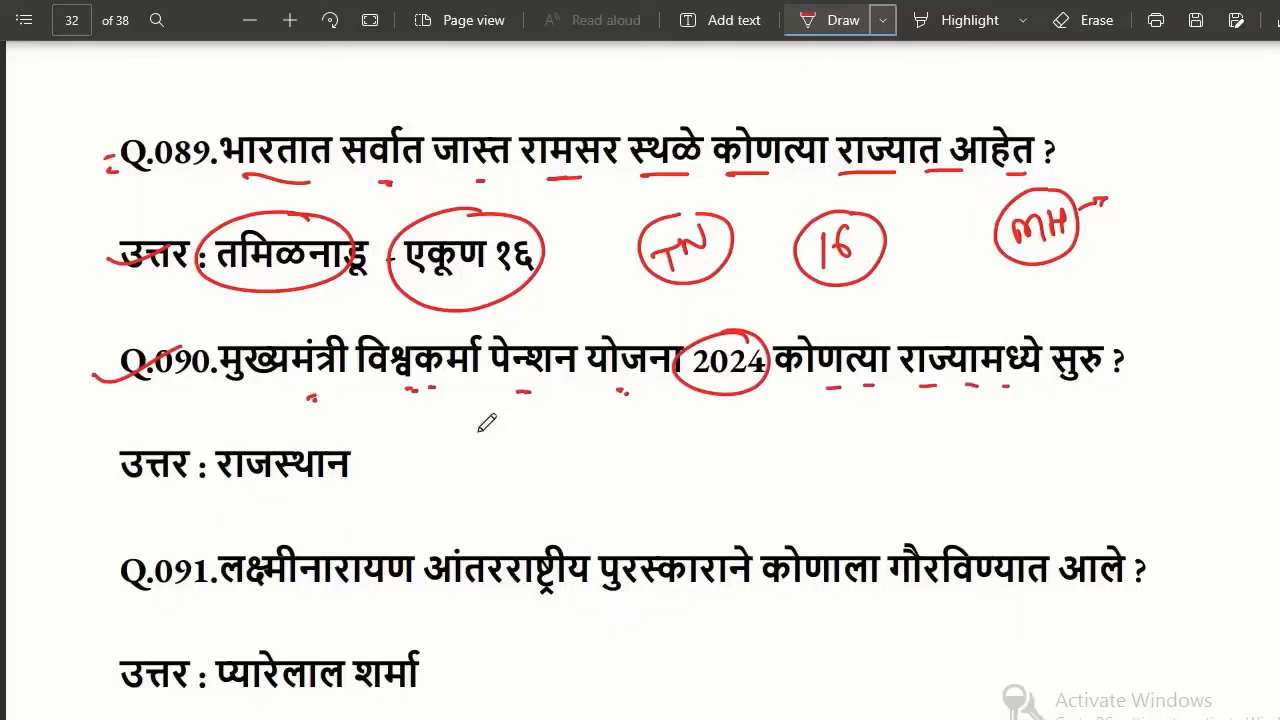 32 of 38 Page view Read aloud Add text Draw Highlight Erase
Q.089.भारतात सर्वात जास्त रामसर स्थळे कोणत्या राज्यात आहेत ?
उत्तर : तमिळनाडू - एकूण १६ TN 16 MH
Q.090.मुख्यमंत्री विश्वकर्मा पेन्शन योजना 2024 कोणत्या राज्यामध्ये सुरु ?
उत्तर : राजस्थान
Q.091.लक्ष्मीनारायण आंतरराष्ट्रीय पुरस्काराने कोणाला गौरविण्यात आले ?
उत्तर : प्यारेलाल शर्मा
Activate Windows